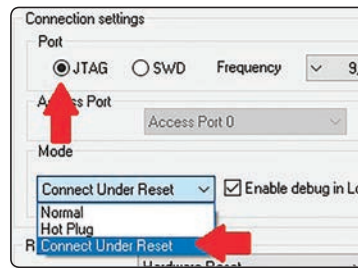 Connection settings
Port
JTAG SWD Frequency 9,
Access Port
Access Port 0
Mode
Connect Under Reset Enable debug in Lo
Normal
Hot Plug
R Connect Under Reset
Hardware Reset